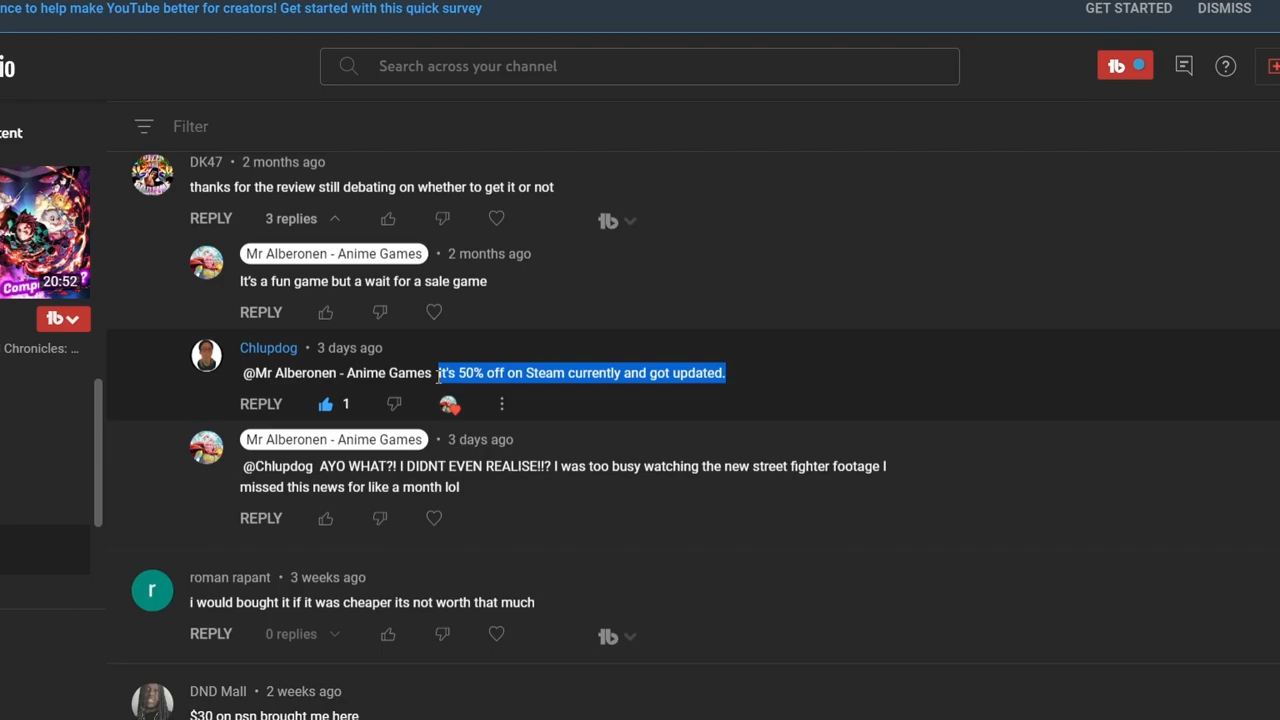 nce to help make YouTube better for creators! Get started with this quick survey
GET STARTED
DISMISS
io
Search across your channel
tent
Filter
DK47 • 2 months ago
thanks for the review still debating on whether to get it or not
REPLY
3 replies
Mr Alberonen - Anime Games • 2 months ago
It's a fun game but a wait for a sale game
REPLY
20:52
Chronicles: ...
Chlupdog • 3 days ago
@Mr Alberonen - Anime Games it's 50% off on Steam currently and got updated.
REPLY
1
Mr Alberonen - Anime Games • 3 days ago
@Chlupdog AYO WHAT?! I DIDNT EVEN REALISE!!? I was too busy watching the new street fighter footage I
missed this news for like a month lol
REPLY
r
roman rapant • 3 weeks ago
i would bought it if it was cheaper its not worth that much
REPLY
0 replies
DND Mall • 2 weeks ago
$30 on psn brought me here